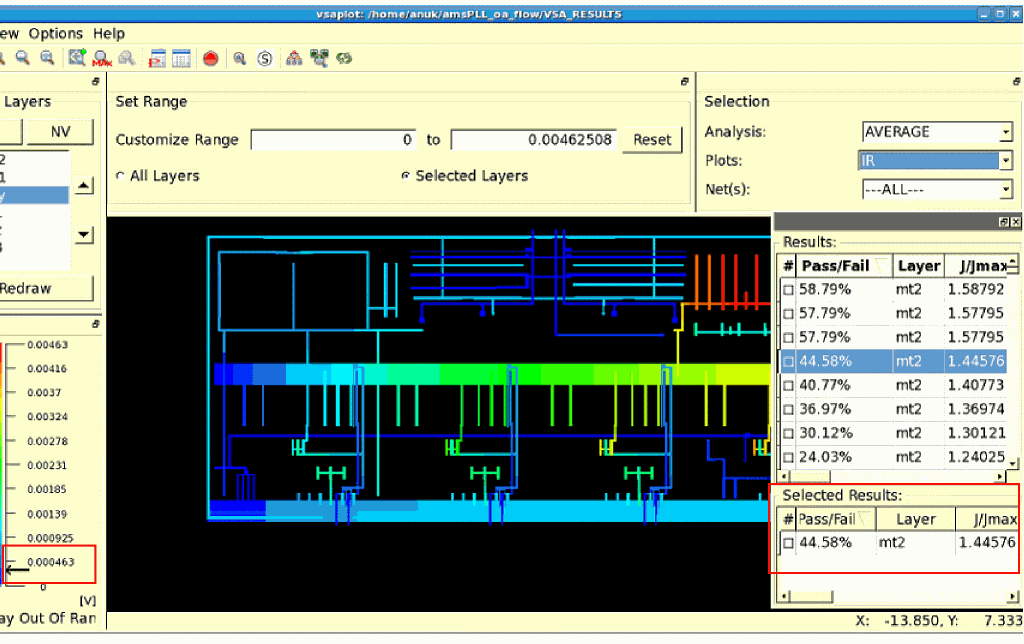 vsaplot: /home/anuk/amsPLL_oa_flow/VSA_RESULTS
ew Options Help
Layers
NV
2
1
y
Redraw
Set Range
Customize Range 0 to 0.00462508 Reset
All Layers Selected Layers
Selection
Analysis: AVERAGE
Plots: IR
Net(s): ---ALL---
Results:
# Pass/Fail Layer J/Jmax
58.79% mt2 1.58792
57.79% mt2 1.57795
57.79% mt2 1.57795
44.58% mt2 1.44576
40.77% mt2 1.40773
36.97% mt2 1.36974
30.12% mt2 1.30121
24.03% mt2 1.24025
Selected Results:
# Pass/Fail Layer J/Jmax
44.58% mt2 1.44576
0.00463
0.00416
0.0037
0.00324
0.00278
0.00231
0.00185
0.00139
0.000925
0.000463
0
[V]
ay Out Of Ran
X: -13.850, Y: 7.333